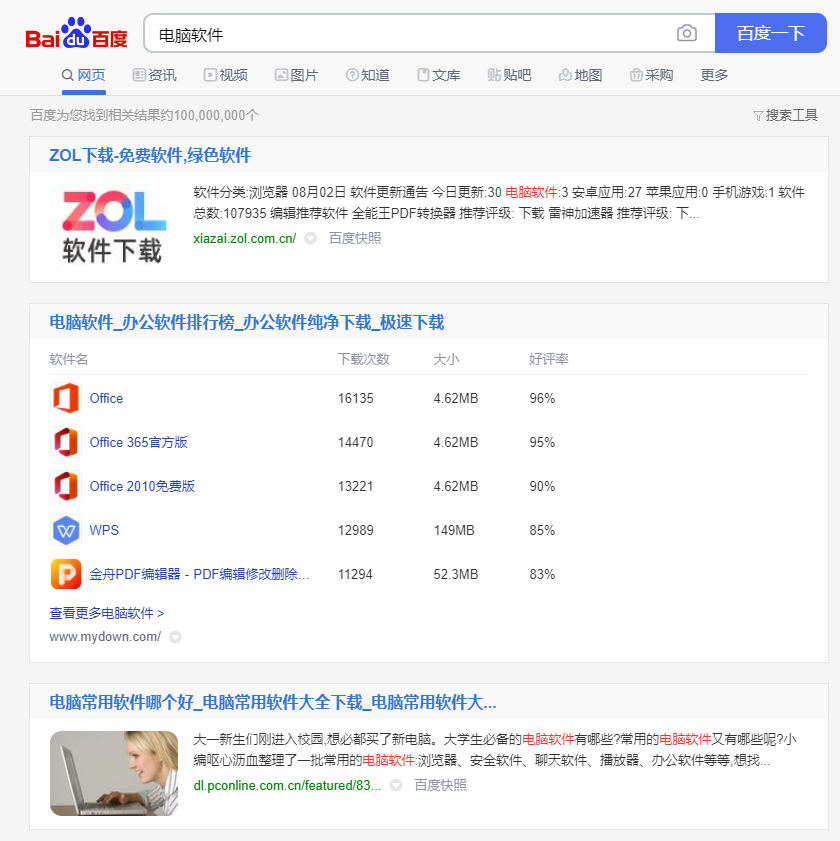 Bai du 百度
电脑软件
百度一下
网页 资讯 视频 图片 知道 文库 贴吧 地图 采购 更多
百度为您找到相关结果约100,000,000个
搜索工具
ZOL下载-免费软件,绿色软件
ZOL
软件下载
软件分类:浏览器 08月02日 软件更新通告 今日更新:30 电脑软件:3 安卓应用:27 苹果应用:0 手机游戏:1 软件
总数:107935 编辑推荐软件 全能王PDF转换器 推荐评级: 下载 雷神加速器 推荐评级: 下...
xiazai.zol.com.cn/ 百度快照
电脑软件_办公软件排行榜_办公软件纯净下载_极速下载
软件名 下载次数 大小 好评率
Office 16135 4.62MB 96%
Office 365官方版 14470 4.62MB 95%
Office 2010免费版 13221 4.62MB 90%
WPS 12989 149MB 85%
金舟PDF编辑器 - PDF编辑修改删除... 11294 52.3MB 83%
查看更多电脑软件 >
www.mydown.com/
电脑常用软件哪个好_电脑常用软件大全下载_电脑常用软件大...
大一新生们刚进入校园,想必都买了新电脑。大学生必备的电脑软件有哪些?常用的电脑软件又有哪些呢?小
编呕心沥血整理了一批常用的电脑软件:浏览器、安全软件、聊天软件、播放器、办公软件等等,想找...
dl.pconline.com.cn/featured/83... 百度快照